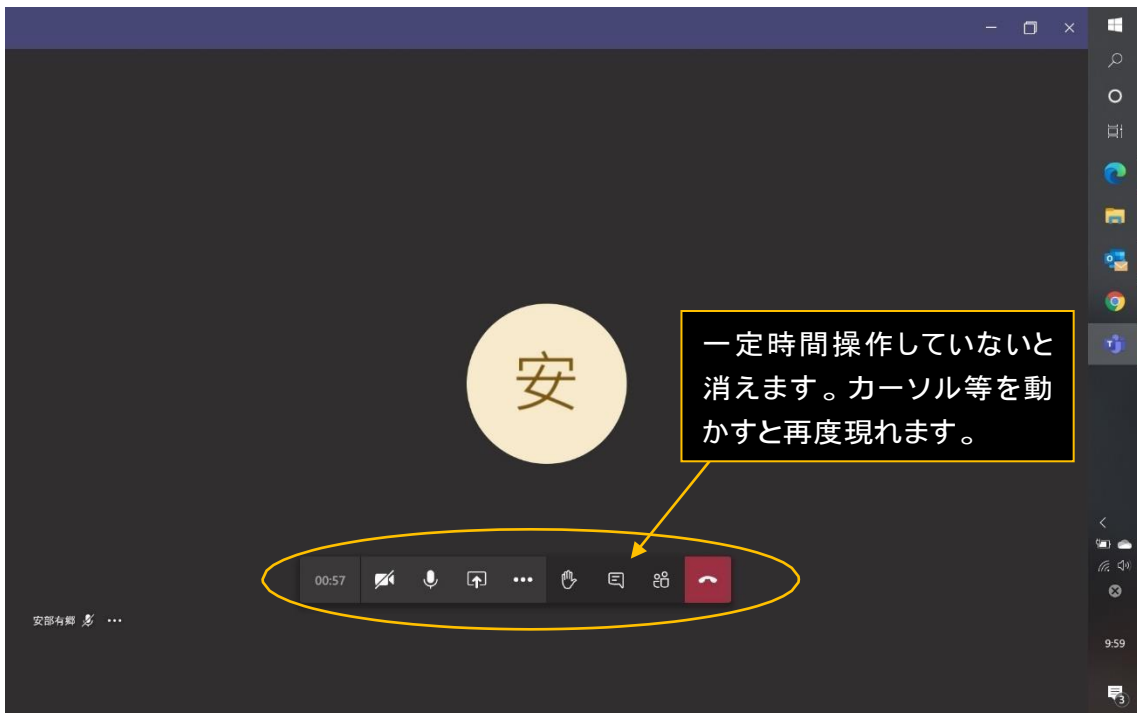 安
一定時間操作していないと
消えます。カーソル等を動
かすと再度現れます。
00:57
安部有郷
9:59
3